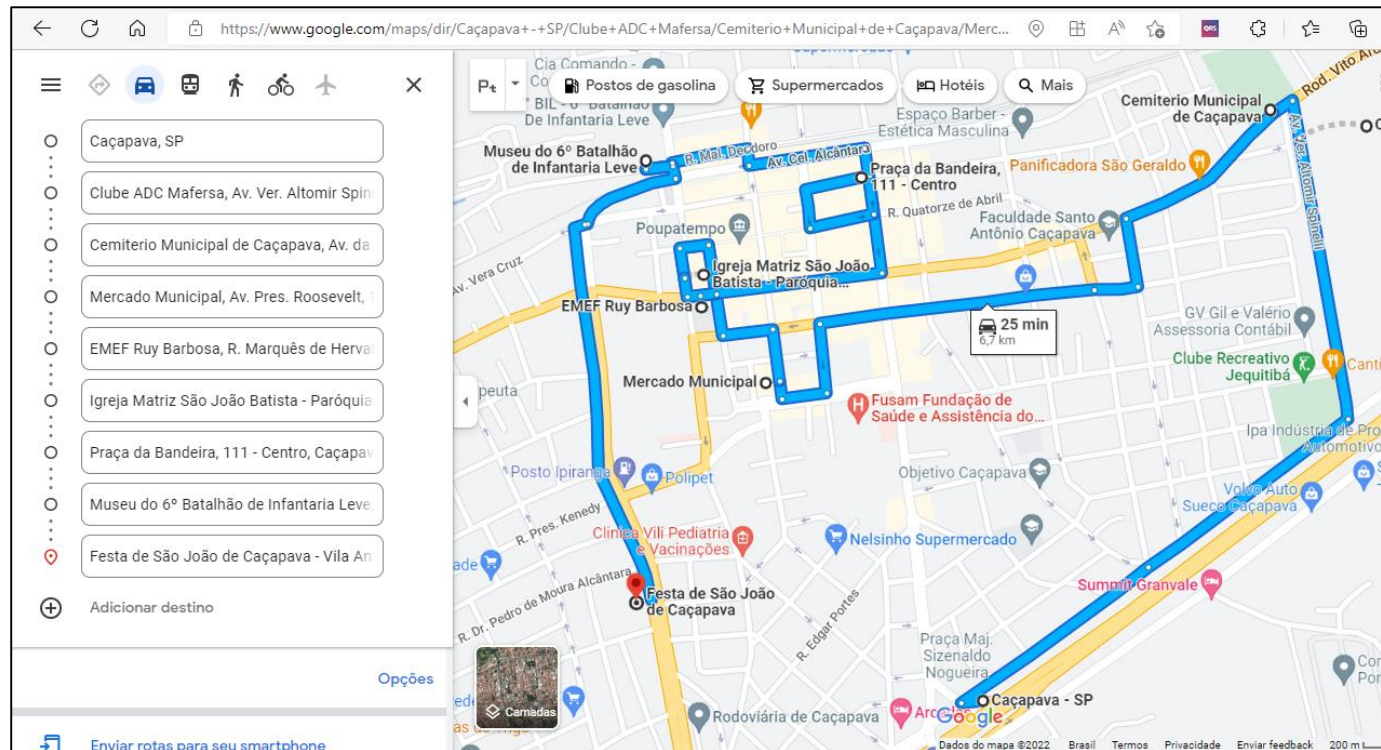 https://www.google.com/maps/dir/Caçapava+-+SP/Clube+ADC+Mafersa/Cemiterio+Municipal+de+Caçapava/Merc...
Caçapava, SP
Clube ADC Mafersa, Av. Ver. Altomir Spin
Cemiterio Municipal de Caçapava, Av. da
Mercado Municipal, Av. Pres. Roosevelt,
EMEF Ruy Barbosa, R. Marquês de Herva
Igreja Matriz São João Batista - Paróquia
Praça da Bandeira, 111 - Centro, Caçapav
Museu do 6º Batalhão de Infantaria Leve
Festa de São João de Caçapava - Vila An
Adicionar destino
Opções
Enviar rotas para seu smartphone
Postos de gasolina
Supermercados
Hotéis
Mais
Cia Comando -
BIL - 6º Batalhão
De Infantaria Leve
Espaço Barber -
Estética Masculina
Cemiterio Municipal
de Caçapava
Rod. Vito
Museu do 6º Batalhão
de Infantaria Leve
R. Mal. Deodoro
Av. Cel. Alcântara
Praça da Bandeira,
111 - Centro
Panificadora São Geraldo
Av. Ver. Altomir Spinelli
R. Quatorze de Abril
Faculdade Santo
Antônio Caçapava
Poupatempo
Av. Vera Cruz
Igreja Matriz São João
Batista - Paróquia...
EMEF Ruy Barbosa
25 min
6,7 km
GV Gil e Valério
Assessoria Contábil
Clube Recreativo
Jequitibá
Canti
Mercado Municipal
peuta
Fusam Fundação de
Saúde e Assistência do...
Ipa Indústria de Pro
Automotivo
Posto Ipiranga
Polipet
Objetivo Caçapava
Volvo Auto
Sueco Caçapava
R. Pres. Kenedy
Clinica Vili Pediatria
e Vacinações
Nelsinho Supermercado
ade
Summit Granvale
R. Dr. Pedro de Moura Alcântara
Festa de São João
de Caçapava
R. Edgar Portes
Praça Maj.
Sizenaldo
Nogueira
Camadas
Caçapava - SP
Rodoviária de Caçapava
Google
Dados do mapa ©2022 Brasil Termos Privacidade Enviar feedback 200 m